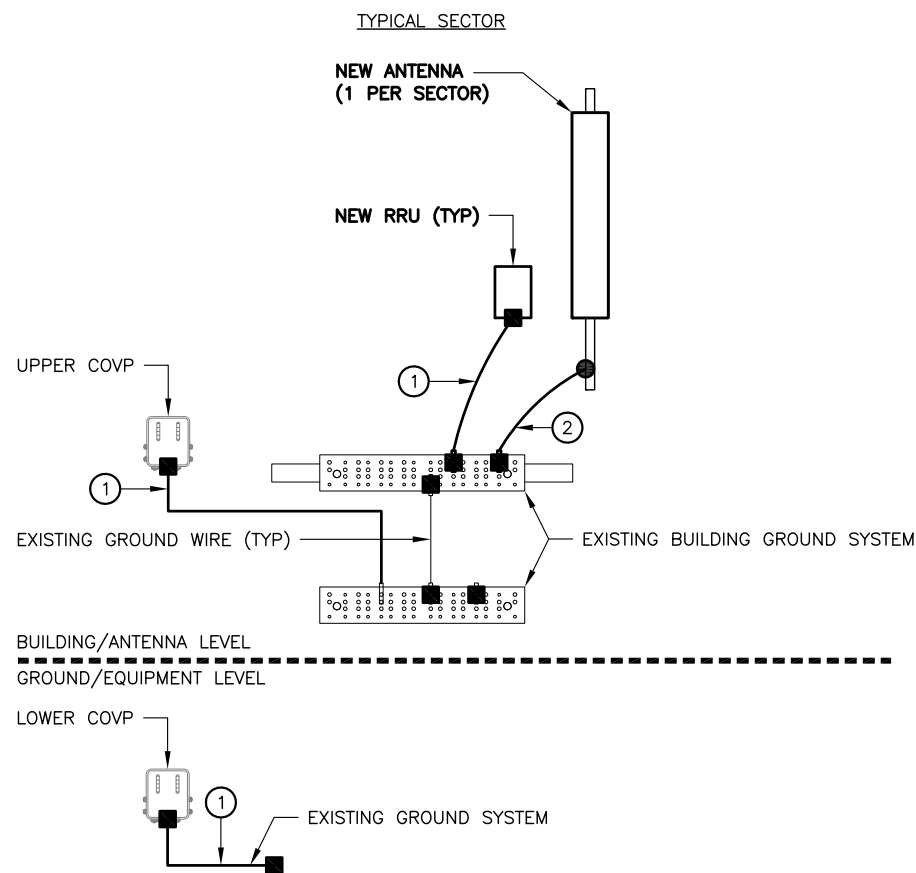 TYPICAL SECTOR
NEW ANTENNA
(1 PER SECTOR)
NEW RRU (TYP)
UPPER COVP
1
2
1
EXISTING GROUND WIRE (TYP)
EXISTING BUILDING GROUND SYSTEM
BUILDING/ANTENNA LEVEL
GROUND/EQUIPMENT LEVEL
LOWER COVP
1
EXISTING GROUND SYSTEM